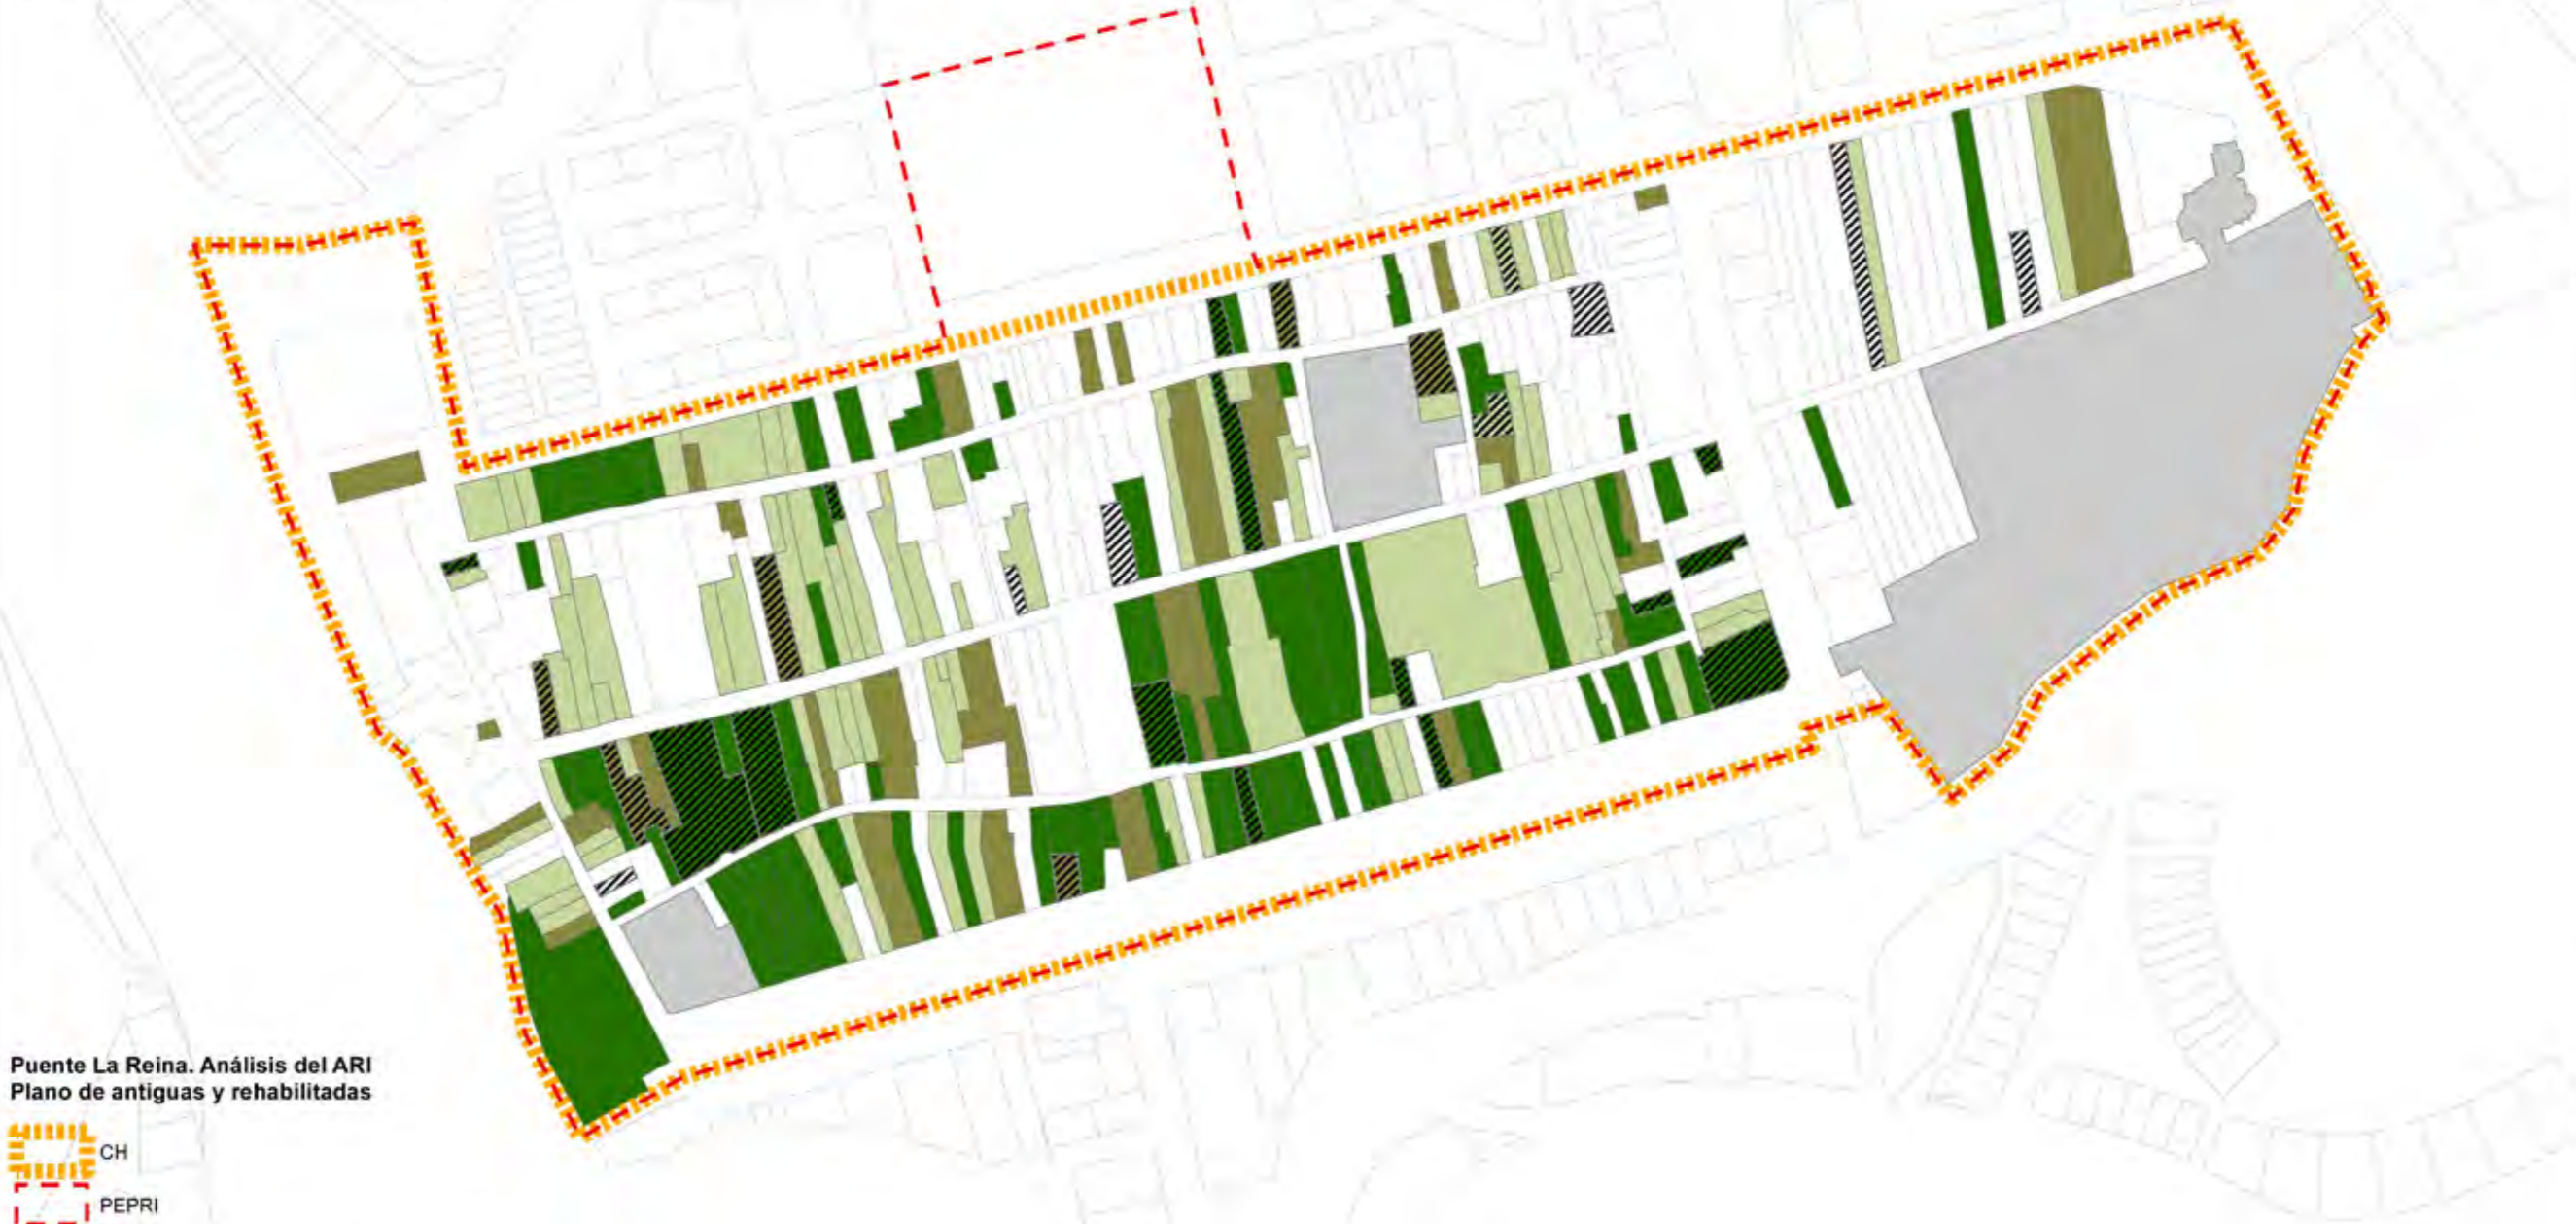 Puente La Reina. Análisis del ARI
Plano de antiguas y rehabilitadas
CH
PEPRI